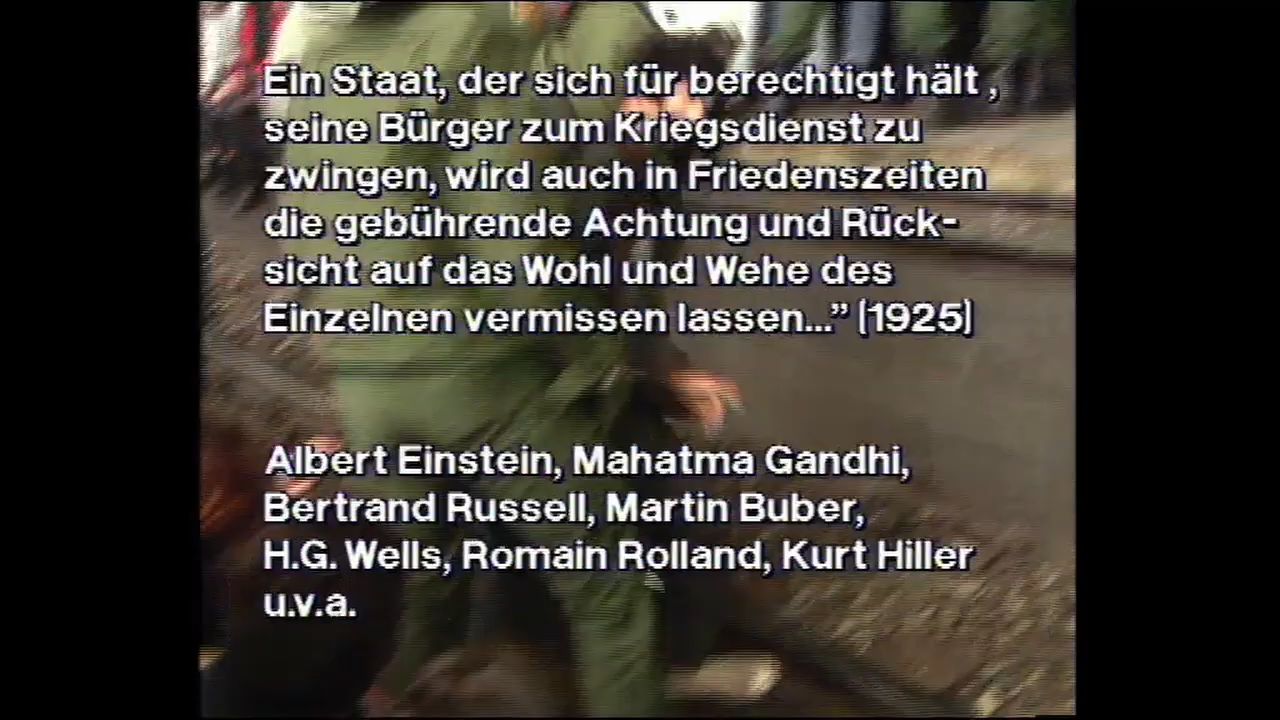 Ein Staat, der sich für berechtigt hält ,
seine Bürger zum Kriegsdienst zu
zwingen, wird auch in Friedenszeiten
die gebührende Achtung und Rück-
sicht auf das Wohl und Wehe des
Einzelnen vermissen lassen...” (1925)
Albert Einstein, Mahatma Gandhi,
Bertrand Russell, Martin Buber,
H.G. Wells, Romain Rolland, Kurt Hiller
u.v.a.